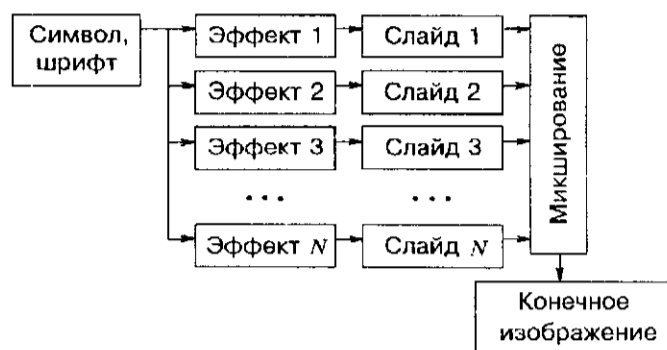 Символ,
шрифт
Эффект 1
Слайд 1
Эффект 2
Слайд 2
Эффект 3
Слайд 3
• • •
• • •
Эффект N
Слайд N
Микширование
Конечное
изображение